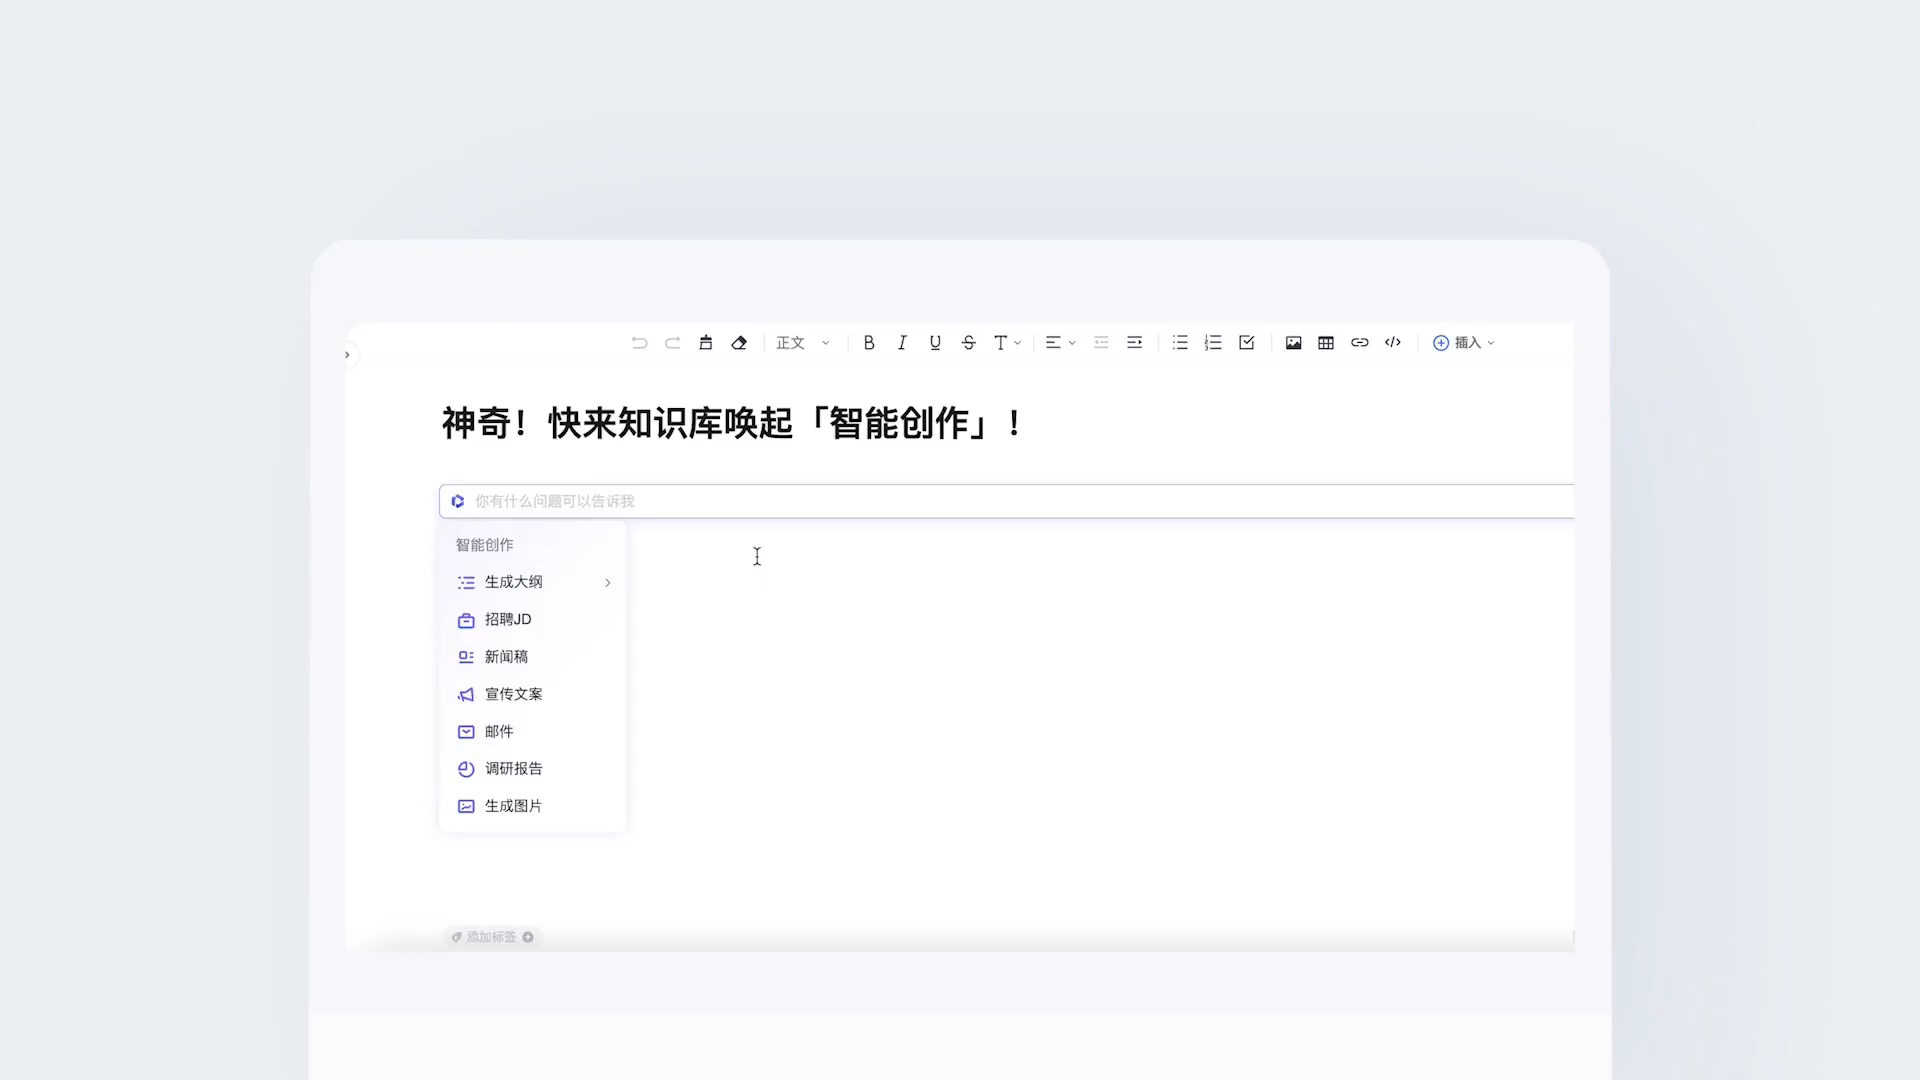 正文 B I U S T </> 插入
神奇！快来知识库唤起「智能创作」！
你有什么问题可以告诉我
智能创作
生成大纲
招聘JD
新闻稿
宣传文案
邮件
调研报告
生成图片
添加标签